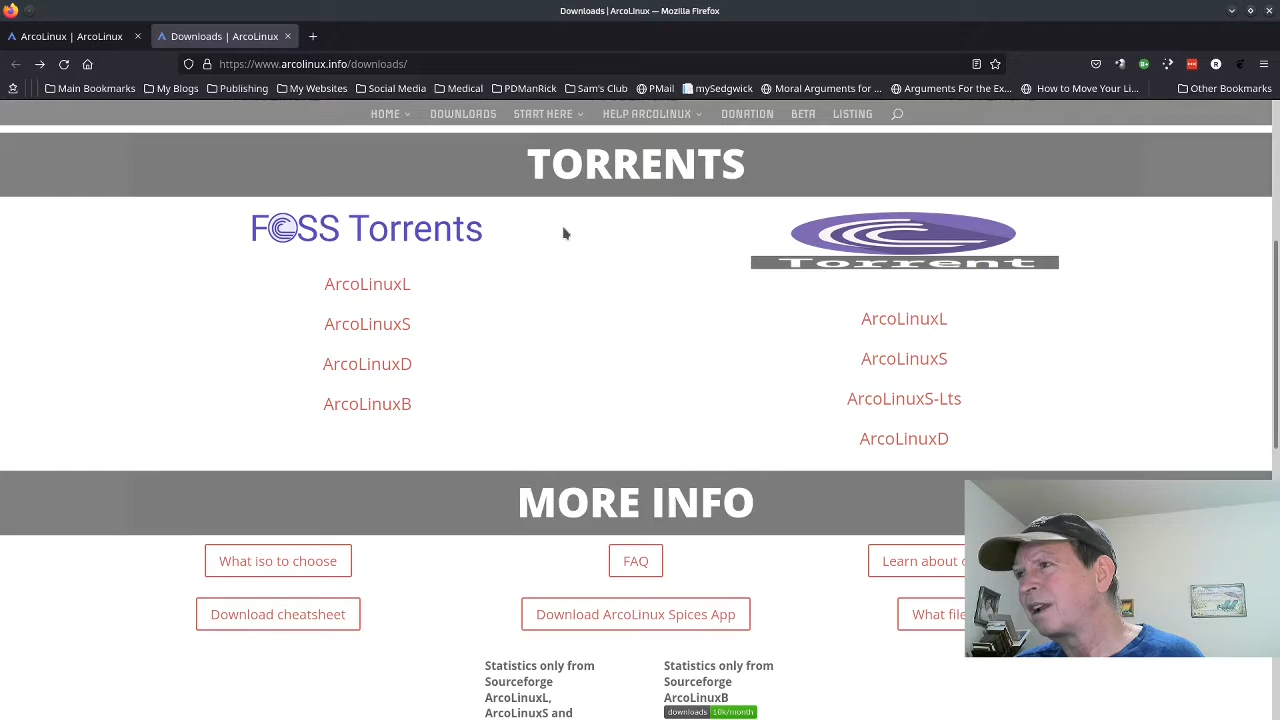 Downloads | ArcoLinux — Mozilla Firefox
ArcoLinux | ArcoLinux
Downloads | ArcoLinux
https://www.arcolinux.info/downloads/
Main Bookmarks
My Blogs
Publishing
My Websites
Social Media
Medical
PDManRick
Sam's Club
PMail
mySedgwick
Moral Arguments for ...
Arguments For the Ex...
How to Move Your Li...
Other Bookmarks
HOME
DOWNLOADS
START HERE
HELP ARCOLINUX
DONATION
BETA
LISTING
TORRENTS
FOSS Torrents
ArcoLinuxL
ArcoLinuxS
ArcoLinuxD
ArcoLinuxB
Torrent
ArcoLinuxL
ArcoLinuxS
ArcoLinuxS-Lts
ArcoLinuxD
MORE INFO
What iso to choose
FAQ
Learn about
Download cheatsheet
Download ArcoLinux Spices App
What file
Statistics only from
Sourceforge
ArcoLinuxL,
ArcoLinuxS and
Statistics only from
Sourceforge
ArcoLinuxB
downloads 10k/month